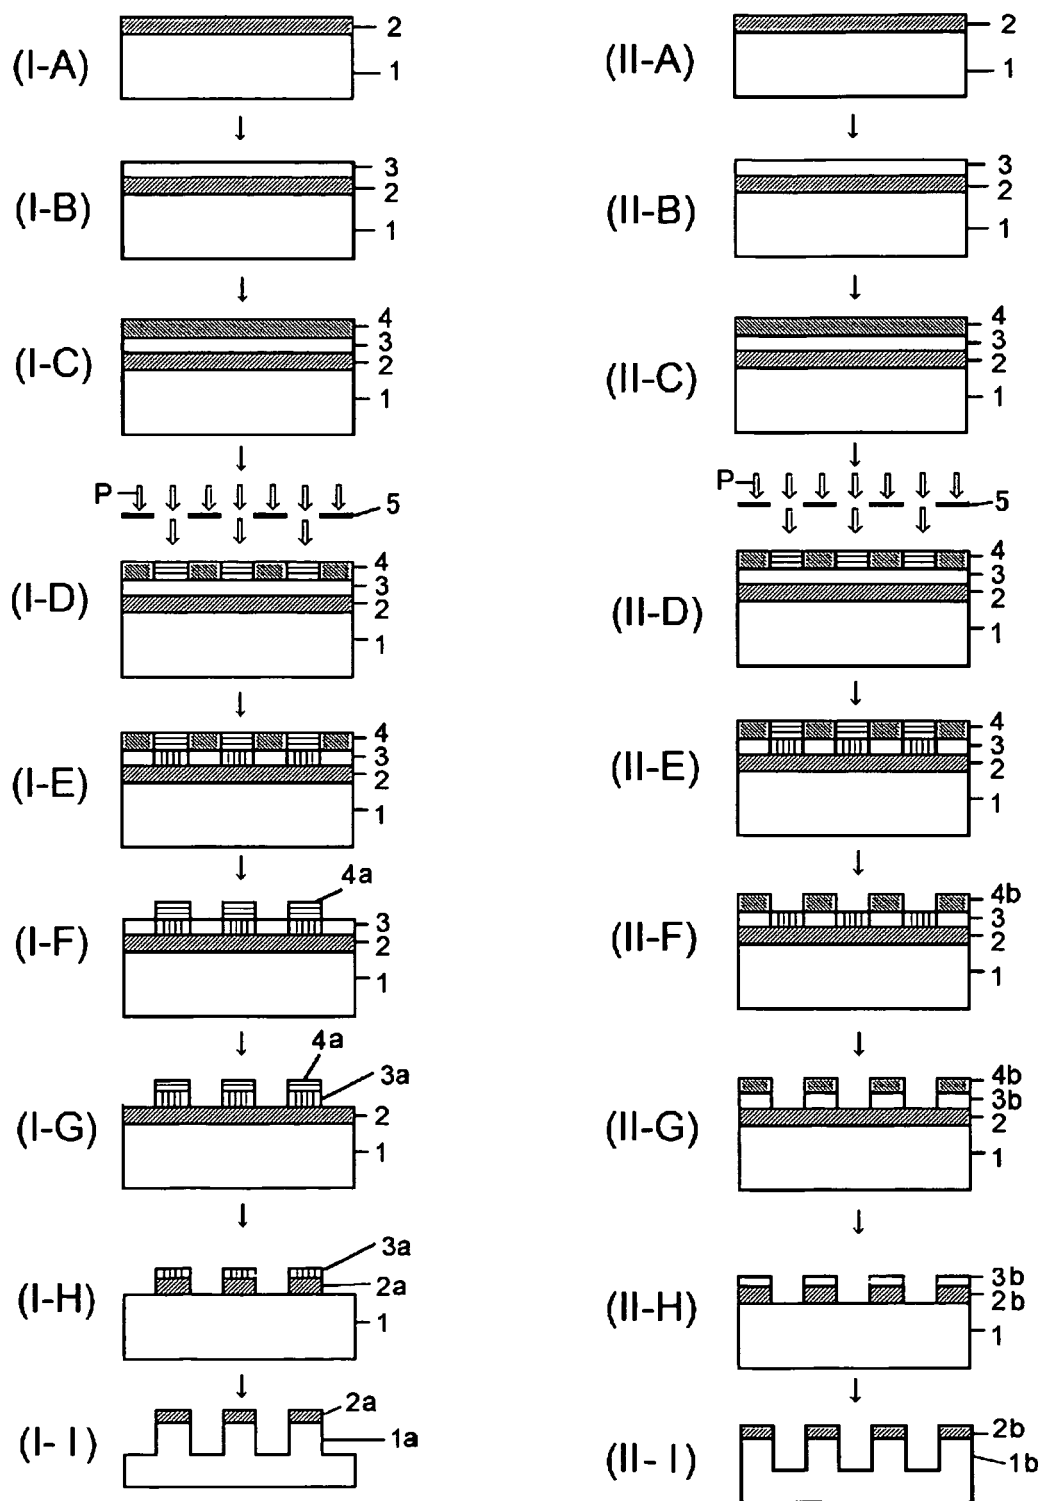 (I-A)
2
1
(II-A)
2
1
(I-B)
3
2
1
(II-B)
3
2
1
(I-C)
4
3
2
1
(II-C)
4
3
2
1
P
5
(I-D)
4
3
2
1
P
5
(II-D)
4
3
2
1
(I-E)
4
3
2
1
(II-E)
4
3
2
1
(I-F)
4a
3
2
1
(II-F)
4b
3
2
1
(I-G)
4a
3a
2
1
(II-G)
4b
3b
2
1
(I-H)
3a
2a
1
(II-H)
3b
2b
1
(I- I)
2a
1a
(II- I)
2b
1b